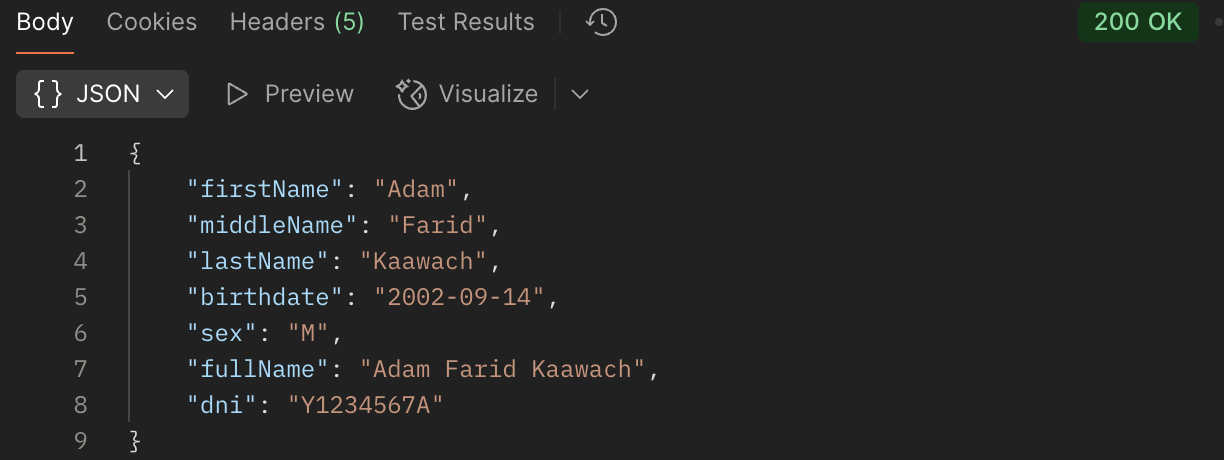 Body Cookies Headers (5) Test Results 200 OK
{} JSON Preview Visualize
1 {
2 "firstName": "Adam",
3 "middleName": "Farid",
4 "lastName": "Kaawach",
5 "birthdate": "2002-09-14",
6 "sex": "M",
7 "fullName": "Adam Farid Kaawach",
8 "dni": "Y1234567A"
9 }